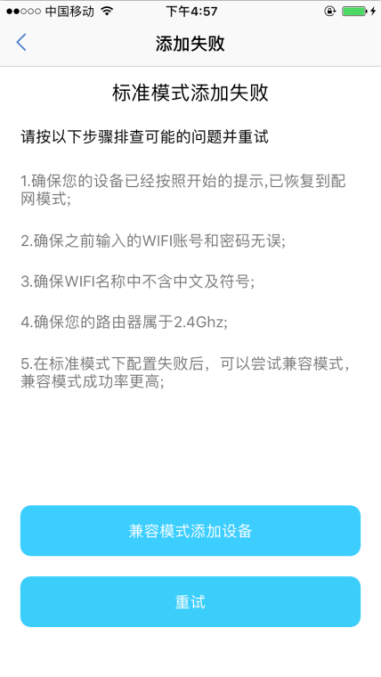 中国移动 下午4:57
添加失败
标准模式添加失败
请按以下步骤排查可能的问题并重试
1.确保您的设备已经按照开始的提示,已恢复到配
网模式;
2.确保之前输入的WIFI账号和密码无误;
3.确保WIFI名称中不含中文及符号;
4.确保您的路由器属于2.4Ghz;
5.在标准模式下配置失败后，可以尝试兼容模式，
兼容模式成功率更高;
兼容模式添加设备
重试